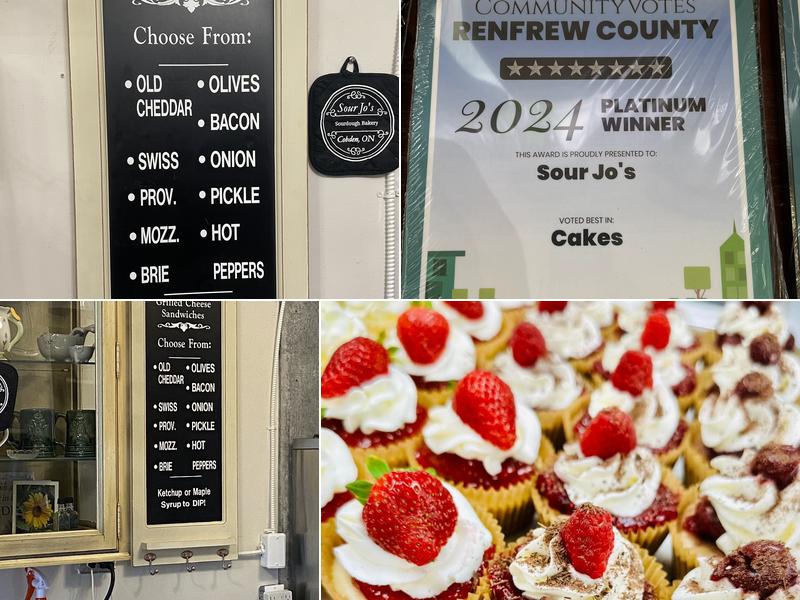 Choose From:
• OLD CHEDDAR
• SWISS
• PROV.
• MOZZ.
• BRIE
• OLIVES
• BACON
• ONION
• PICKLE
• HOT PEPPERS
Sour Jo's
Sourdough Bakery
Cobden, ON
COMMUNITYVOTES
RENFREW COUNTY
2024 PLATINUM
WINNER
THIS AWARD IS PROUDLY PRESENTED TO:
Sour Jo's
VOTED BEST IN:
Cakes
Grilled Cheese
Sandwiches
Choose From:
• OLD CHEDDAR
• SWISS
• PROV.
• MOZZ.
• BRIE
• OLIVES
• BACON
• ONION
• PICKLE
• HOT PEPPERS
Ketchup or Maple
Syrup to DIP!